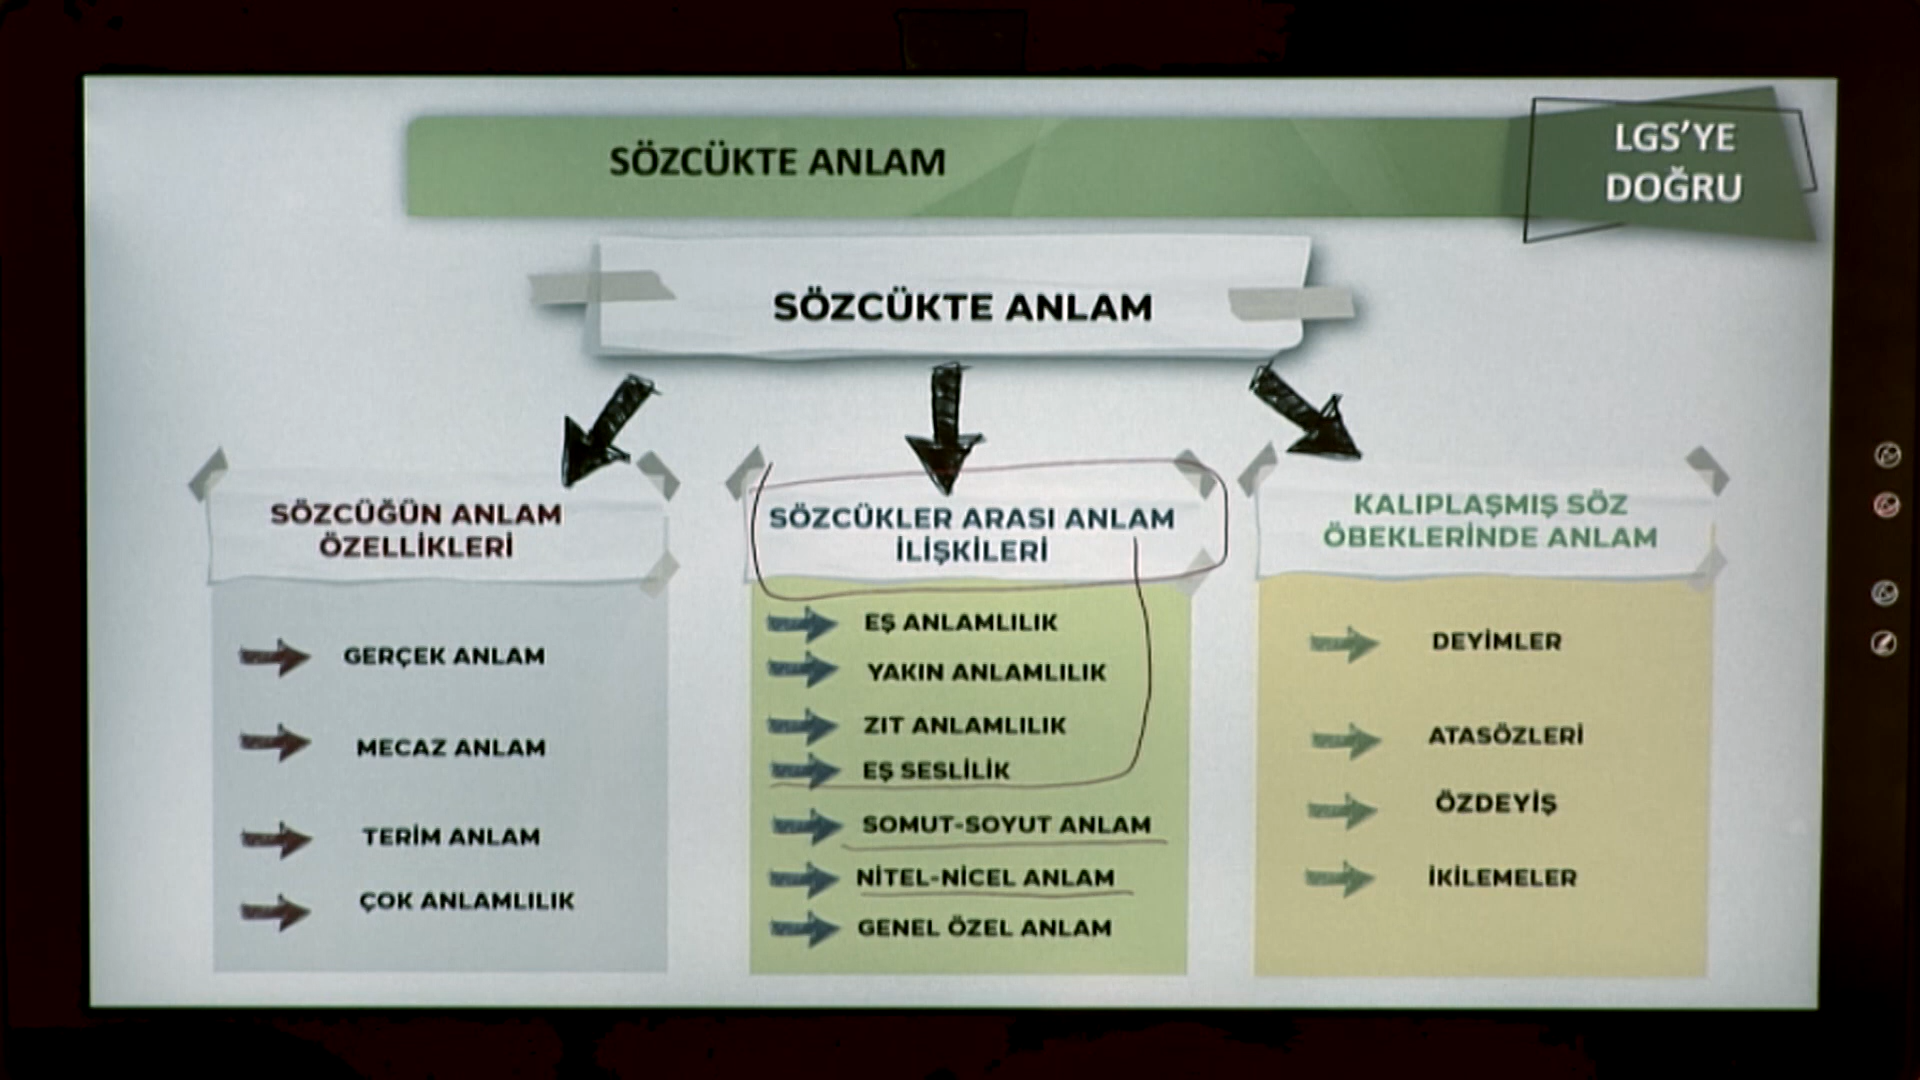 SÖZCÜKTE ANLAM
LGS'YE
DOĞRU
SÖZCÜKTE ANLAM
SÖZCÜĞÜN ANLAM
ÖZELLİKLERİ
GERÇEK ANLAM
MECAZ ANLAM
TERİM ANLAM
ÇOK ANLAMLILIK
SÖZCÜKLER ARASI ANLAM
İLİŞKİLERİ
EŞ ANLAMLILIK
YAKIN ANLAMLILIK
ZIT ANLAMLILIK
EŞ SESLİLİK
SOMUT-SOYUT ANLAM
NİTEL-NİCEL ANLAM
GENEL ÖZEL ANLAM
KALIPLAŞMIŞ SÖZ
ÖBEKLERİNDE ANLAM
DEYİMLER
ATASÖZLERİ
ÖZDEYİŞ
İKİLEMELER